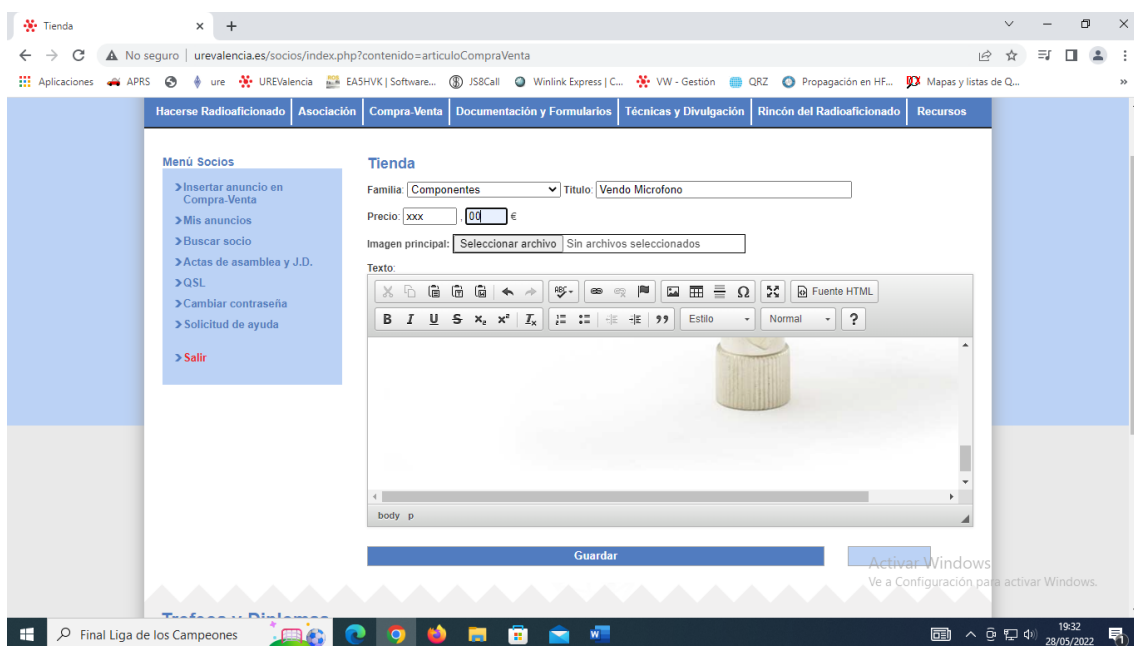 Tienda
No seguro | urevalencia.es/socios/index.php?contenido=articuloCompraVenta
Aplicaciones APRS ure UREValencia EA5HVK | Software... JS8Call Winlink Express | C... VW - Gestión QRZ Propagación en HF... Mapas y listas de Q... »
Hacerse Radioaficionado Asociación Compra-Venta Documentación y Formularios Técnicas y Divulgación Rincón del Radioaficionado Recursos
Menú Socios
Insertar anuncio en
Compra-Venta
Mis anuncios
Buscar socio
Actas de asamblea y J.D.
QSL
Cambiar contraseña
Solicitud de ayuda
Salir
Tienda
Familia: Componentes Titulo: Vendo Microfono
Precio: xxx , 00 €
Imagen principal: Seleccionar archivo Sin archivos seleccionados
Texto:
ABC Ω Fuente HTML
B I U S x₂ x² Ix Estilo Normal ?
body p
Guardar
Activar Windows
Ve a Configuración para activar Windows.
Trofeos y Diplomas
Final Liga de los Campeones
19:32
28/05/2022